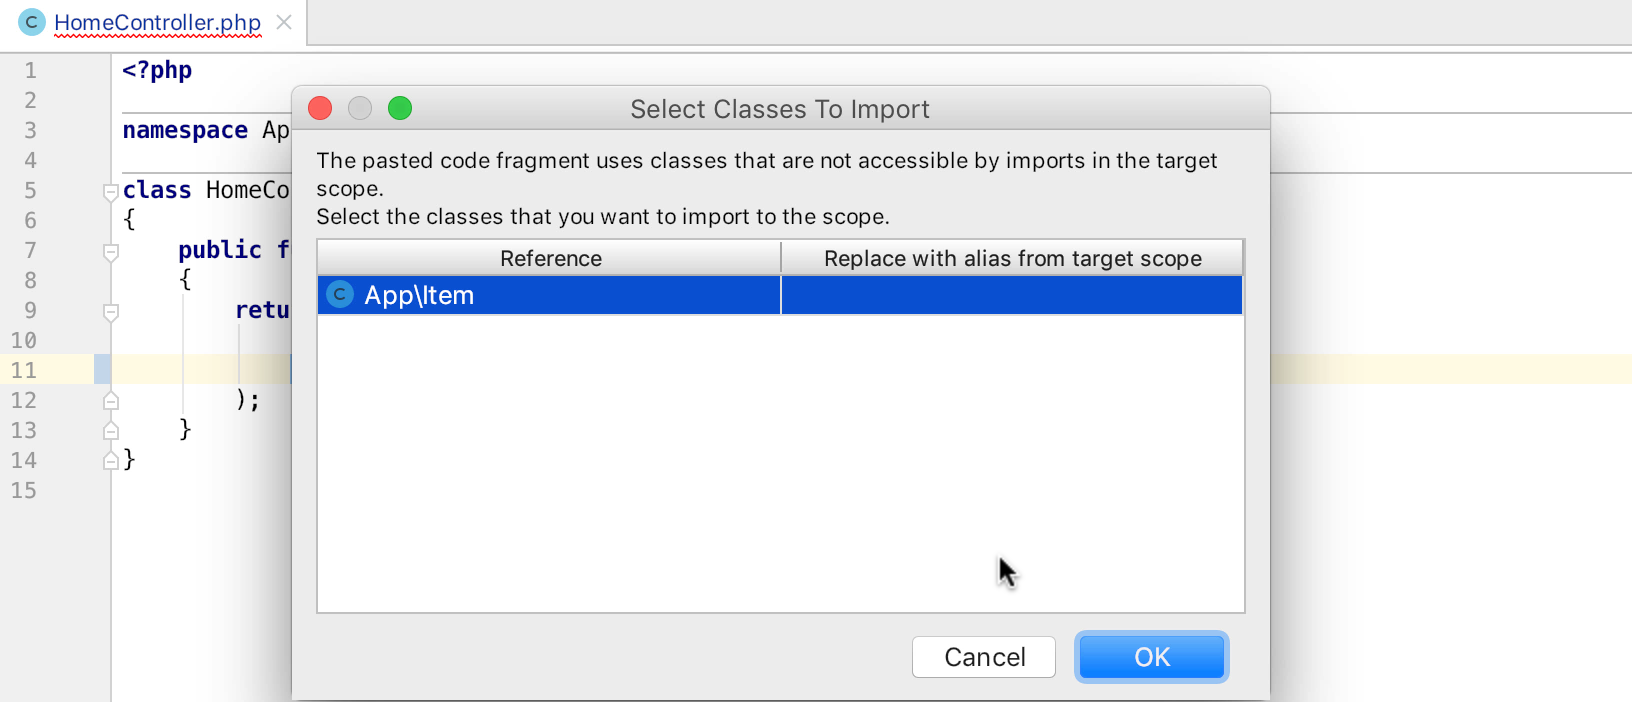 C HomeController.php
1 <?php
2
3 namespace Ap
4
5 class HomeCo
6 {
7 public f
8 {
9 retu
10
11
12 );
13 }
14 }
15
Select Classes To Import
The pasted code fragment uses classes that are not accessible by imports in the target
scope.
Select the classes that you want to import to the scope.
Reference Replace with alias from target scope
C App\Item
Cancel OK